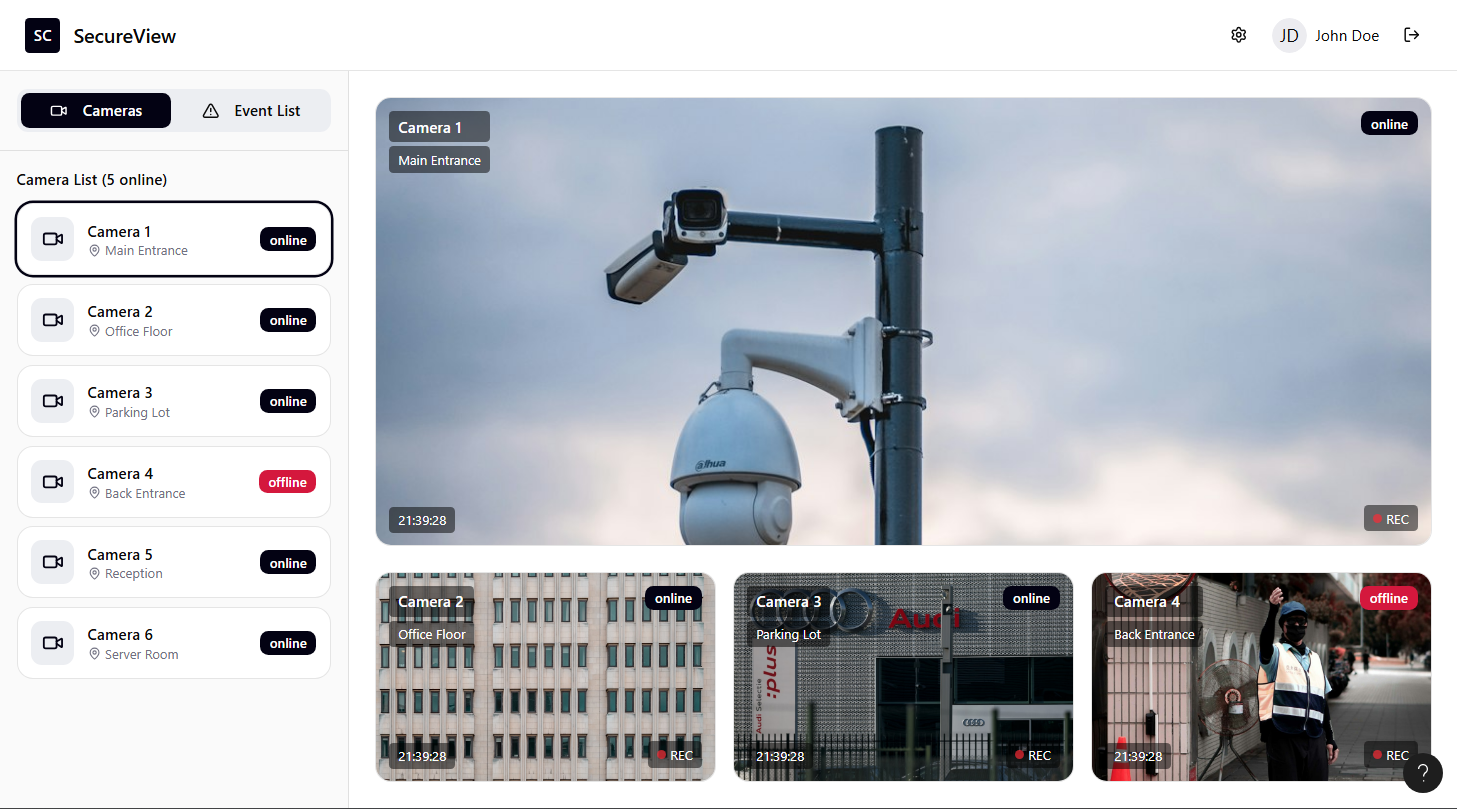 SC
SecureView
JD
John Doe
Cameras
Event List
Camera List (5 online)
Camera 1
Main Entrance
online
Camera 2
Office Floor
online
Camera 3
Parking Lot
online
Camera 4
Back Entrance
offline
Camera 5
Reception
online
Camera 6
Server Room
online
Camera 1
Main Entrance
online
alhua
21:39:28
REC
Camera 2
Office Floor
online
21:39:28
REC
Camera 3
Parking Lot
online
Audi
:plus
Audi Selectie
21:39:28
REC
Camera 4
Back Entrance
offline
21:39:28
REC
?